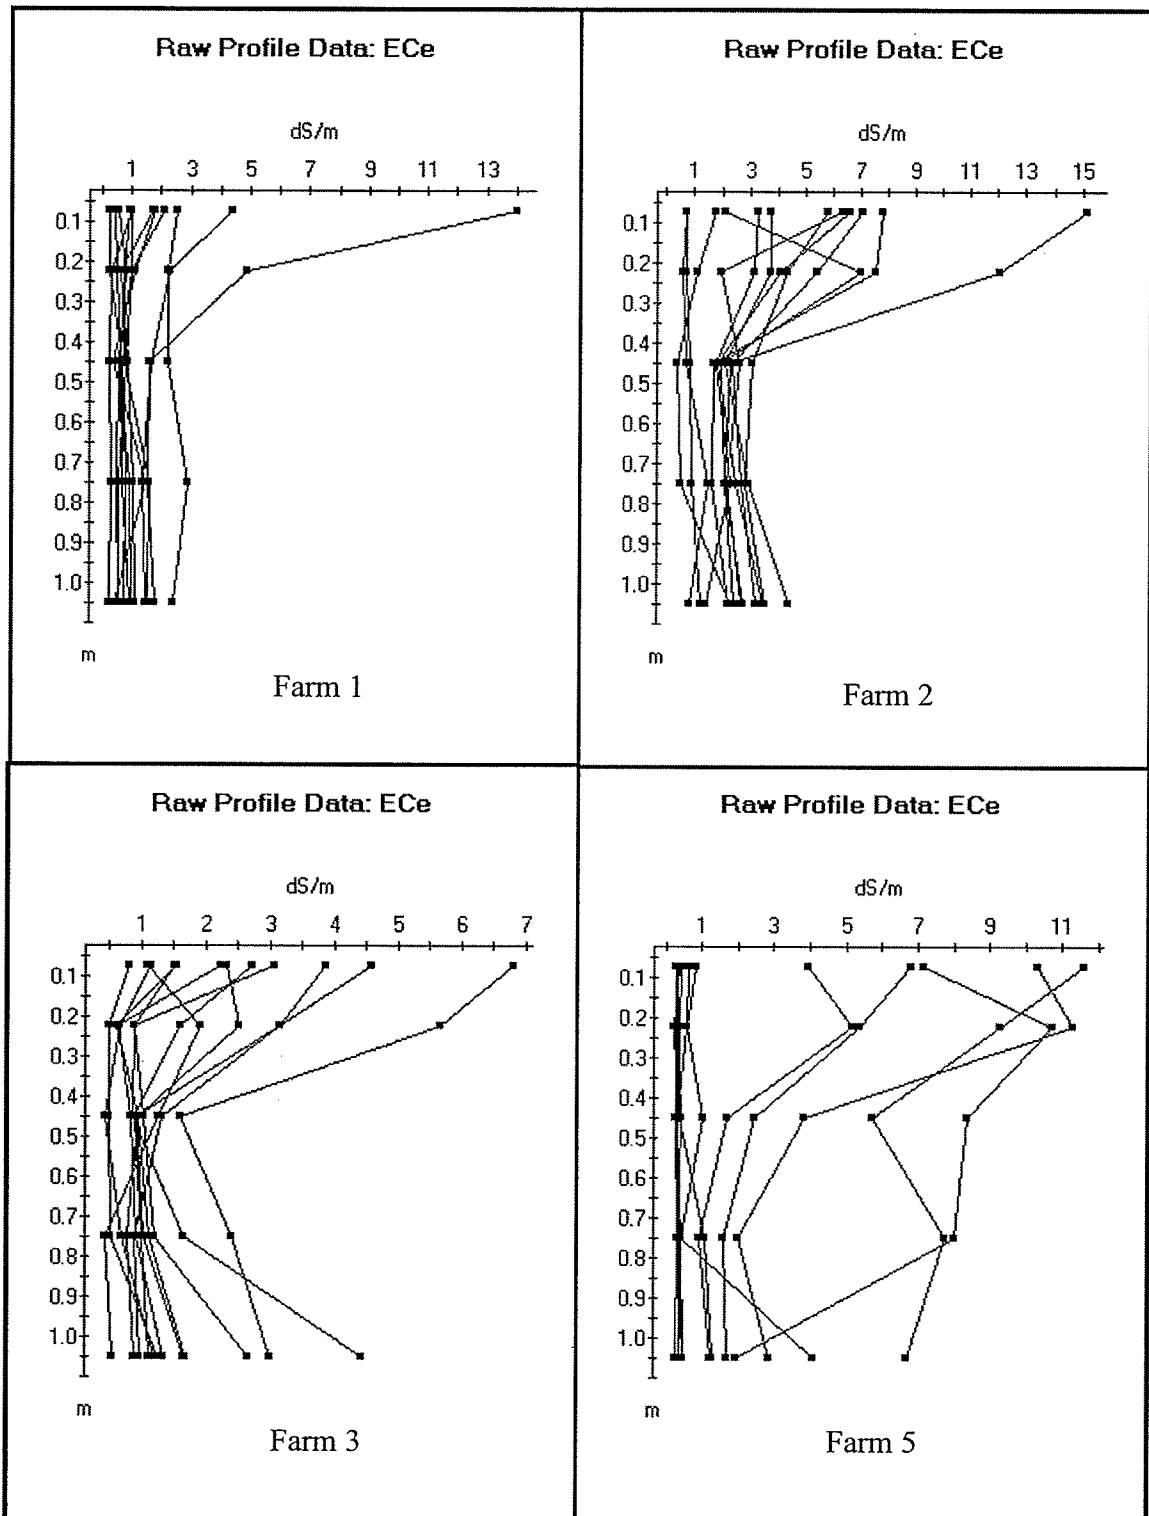 Raw Profile Data: ECe
dS/m
1 3 5 7 9 11 13
0.1
0.2
0.3
0.4
0.5
0.6
0.7
0.8
0.9
1.0
m
Farm 1
Raw Profile Data: ECe
dS/m
1 3 5 7 9 11 13 15
0.1
0.2
0.3
0.4
0.5
0.6
0.7
0.8
0.9
1.0
m
Farm 2
Raw Profile Data: ECe
dS/m
1 2 3 4 5 6 7
0.1
0.2
0.3
0.4
0.5
0.6
0.7
0.8
0.9
1.0
m
Farm 3
Raw Profile Data: ECe
dS/m
1 3 5 7 9 11
0.1
0.2
0.3
0.4
0.5
0.6
0.7
0.8
0.9
1.0
m
Farm 5